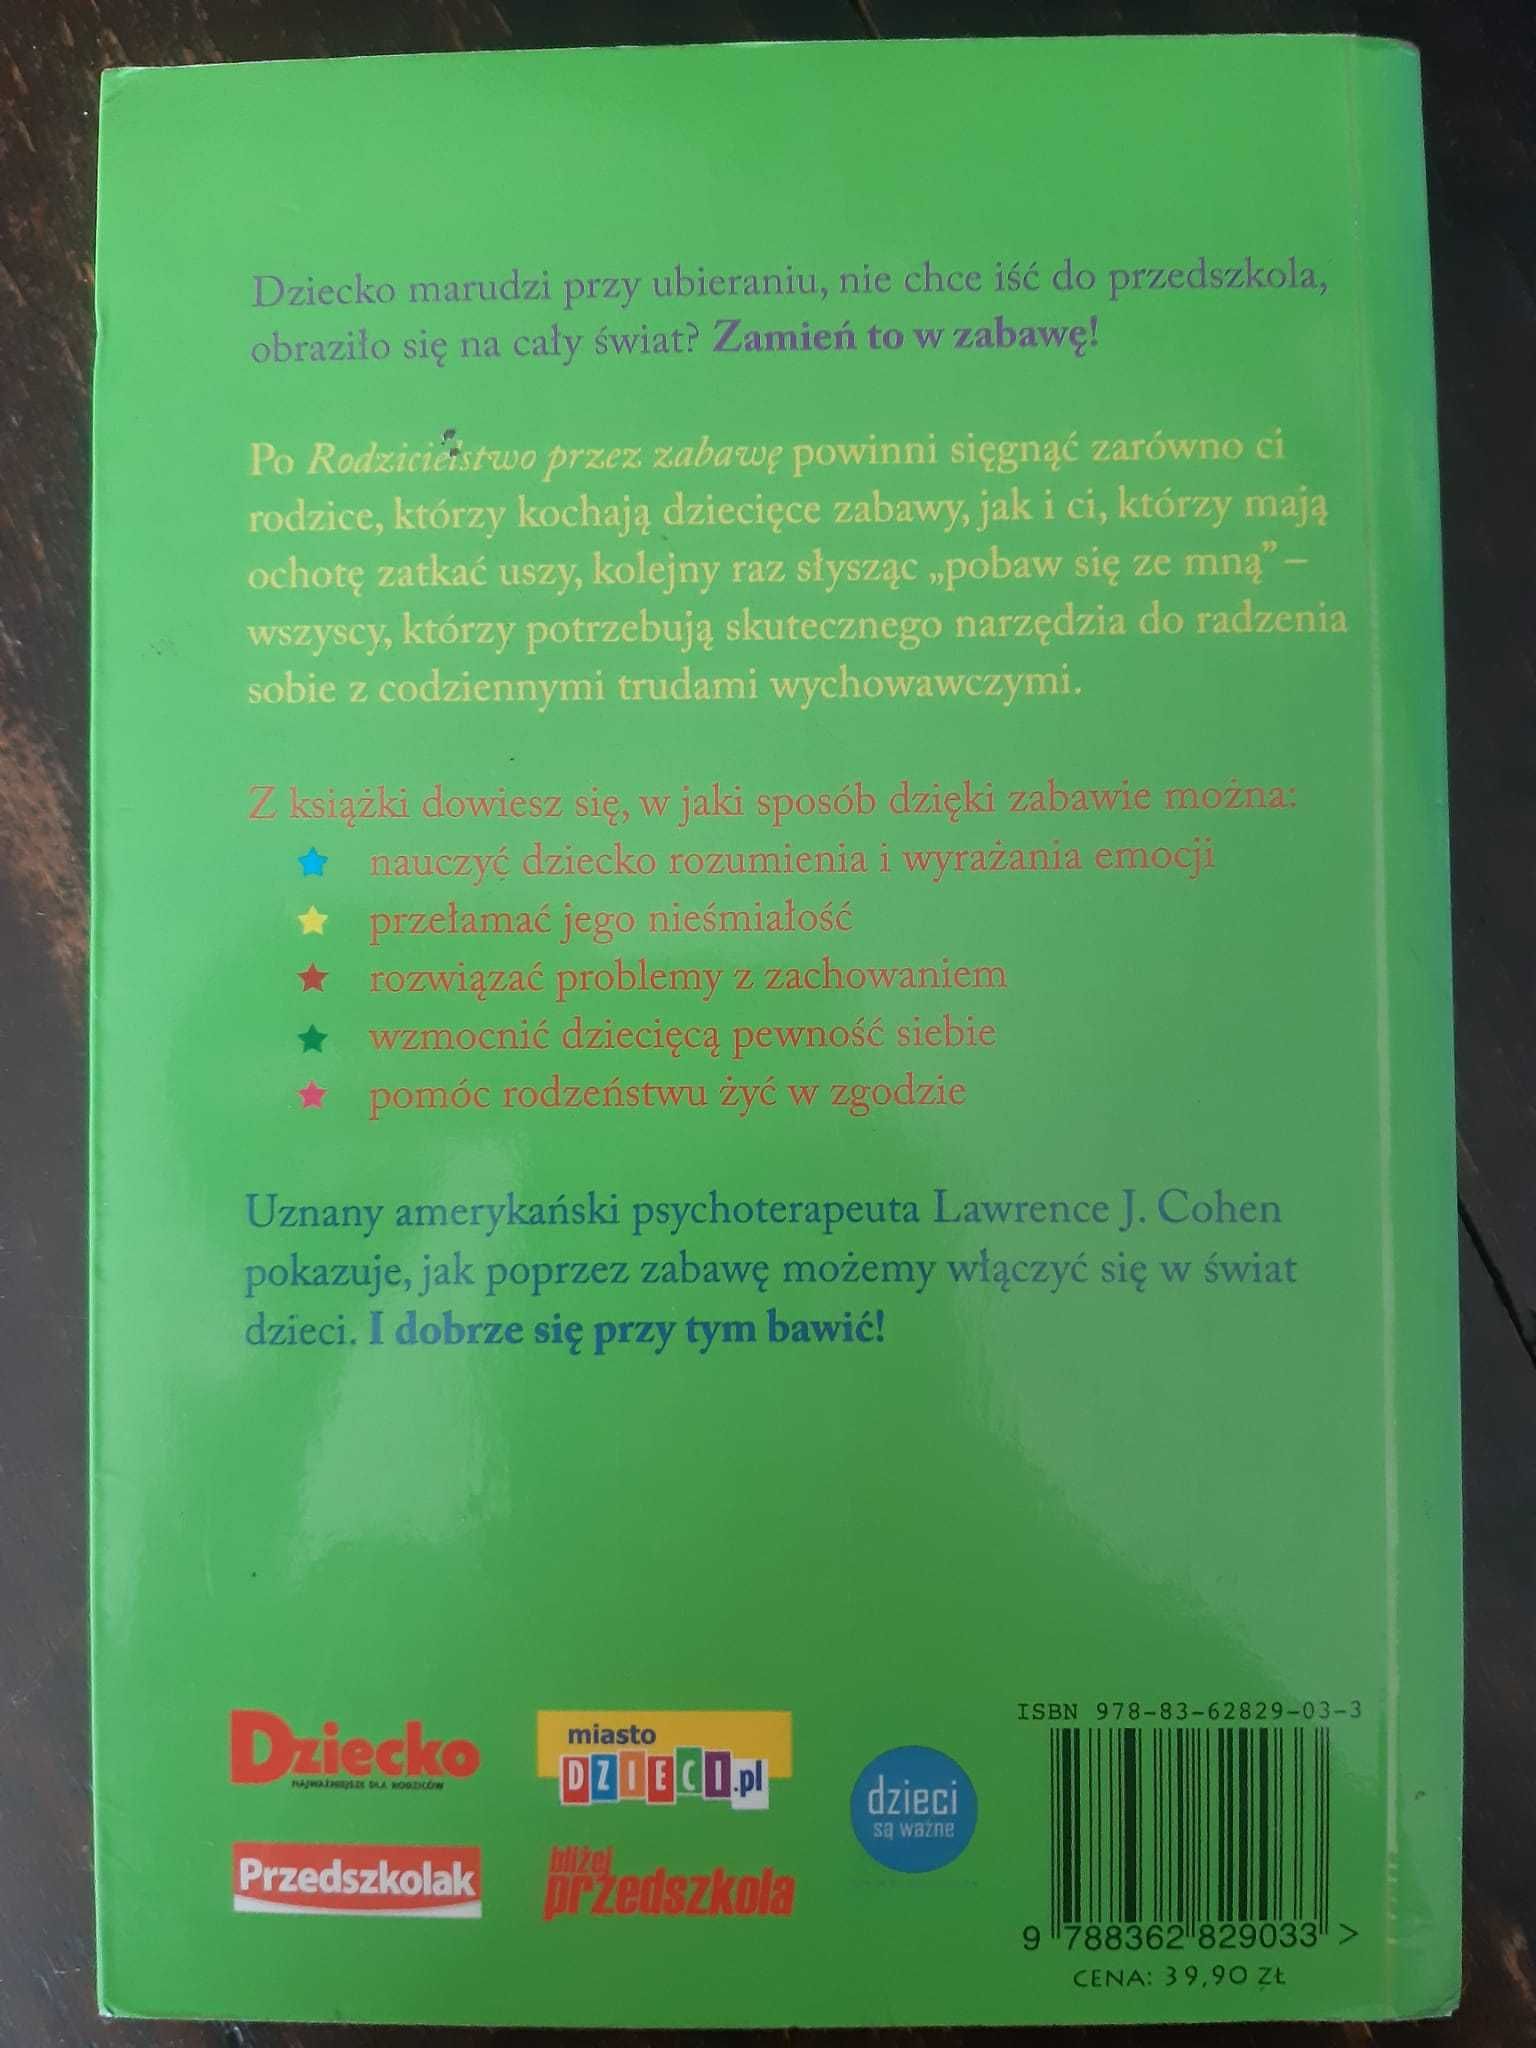 Dziecko marudzi przy ubieraniu, nie chce iść do przedszkola,
obraziło się na cały świat? Zamień to w zabawę!
Po Rodzicielstwo przez zabawę powinni sięgnąć zarówno ci
rodzice, którzy kochają dziecięce zabawy, jak i ci, którzy mają
ochotę zatkać uszy, kolejny raz słysząc „pobaw się ze mną” –
wszyscy, którzy potrzebują skutecznego narzędzia do radzenia
sobie z codziennymi trudami wychowawczymi.
Z książki dowiesz się, w jaki sposób dzięki zabawie można:
nauczyć dziecko rozumienia i wyrażania emocji
przełamać jego nieśmiałość
rozwiązać problemy z zachowaniem
wzmocnić dziecięcą pewność siebie
pomóc rodzeństwu żyć w zgodzie
Uznany amerykański psychoterapeuta Lawrence J. Cohen
pokazuje, jak poprzez zabawę możemy włączyć się w świat
dzieci. I dobrze się przy tym bawić!
Dziecko
NAJWAŻNIEJSZE DLA RODZICÓW
miasto
DZIECI.pl
dzieci
są ważne
Przedszkolak
bliżej
przedszkola
ISBN 978-83-62829-03-3
9 788362 829033 >
CENA: 39,90 ZŁ